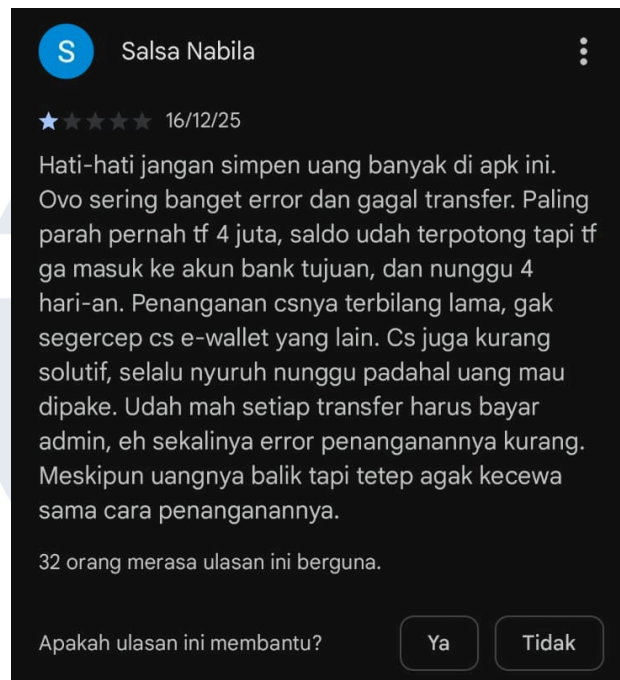 S
Salsa Nabila
16/12/25
Hati-hati jangan simpen uang banyak di apk ini.
Ovo sering banget error dan gagal transfer. Paling
parah pernah tf 4 juta, saldo udah terpotong tapi tf
ga masuk ke akun bank tujuan, dan nunggu 4
hari-an. Penanganan csnya terbilang lama, gak
segercep cs e-wallet yang lain. Cs juga kurang
solutif, selalu nyuruh nunggu padahal uang mau
dipake. Udah mah setiap transfer harus bayar
admin, eh sekalinya error penanganannya kurang.
Meskipun uangnya balik tapi tetep agak kecewa
sama cara penanganannya.
32 orang merasa ulasan ini berguna.
Apakah ulasan ini membantu?
Ya
Tidak